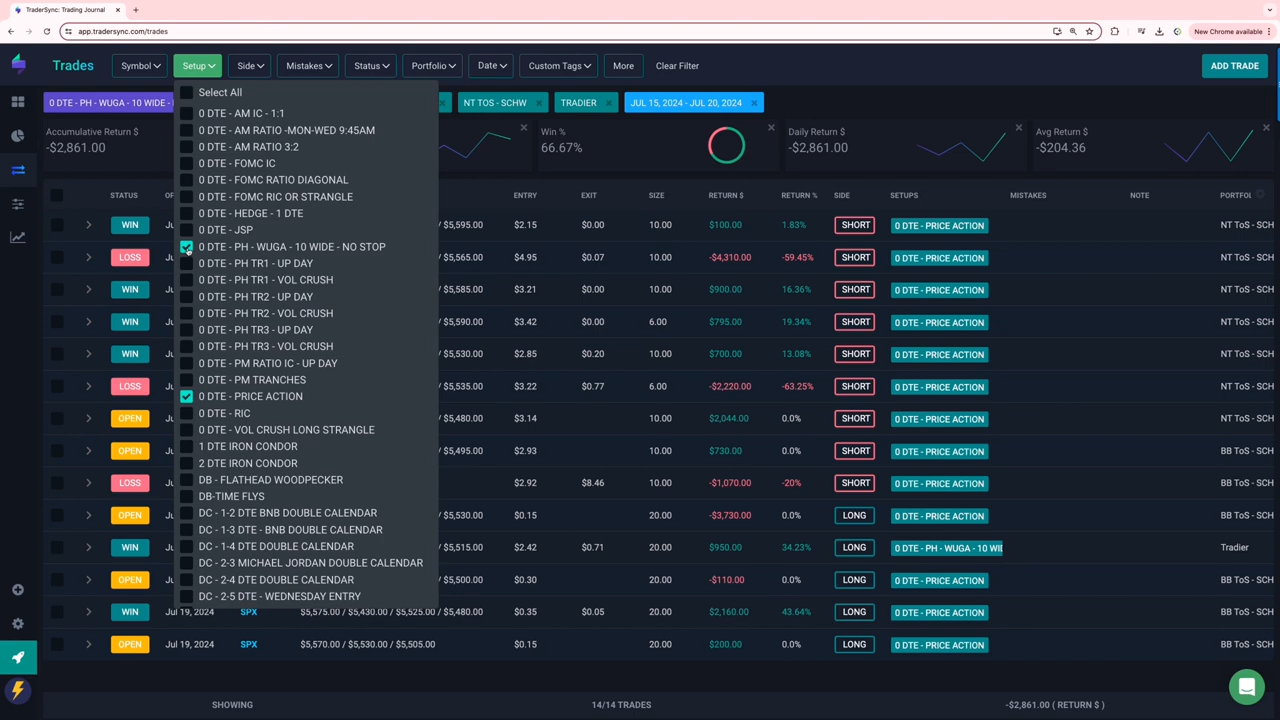 TraderSync: Trading Journal
app.tradersync.com/trades
New Chrome available
Trades
Symbol
Setup
Side
Mistakes
Status
Portfolio
Date
Custom Tags
More
Clear Filter
ADD TRADE
0 DTE - PH - WUGA - 10 WIDE -
NT TOS - SCHW
TRADIER
JUL 15, 2024 - JUL 20, 2024
Accumulative Return $
-$2,861.00
Win %
66.67%
Daily Return $
-$2,861.00
Avg Return $
-$204.36
Select All
0 DTE - AM IC - 1:1
0 DTE - AM RATIO -MON-WED 9:45AM
0 DTE - AM RATIO 3:2
0 DTE - FOMC IC
0 DTE - FOMC RATIO DIAGONAL
0 DTE - FOMC RIC OR STRANGLE
0 DTE - HEDGE - 1 DTE
0 DTE - JSP
0 DTE - PH - WUGA - 10 WIDE - NO STOP
0 DTE - PH TR1 - UP DAY
0 DTE - PH TR1 - VOL CRUSH
0 DTE - PH TR2 - UP DAY
0 DTE - PH TR2 - VOL CRUSH
0 DTE - PH TR3 - UP DAY
0 DTE - PH TR3 - VOL CRUSH
0 DTE - PM RATIO IC - UP DAY
0 DTE - PM TRANCHES
0 DTE - PRICE ACTION
0 DTE - RIC
0 DTE - VOL CRUSH LONG STRANGLE
1 DTE IRON CONDOR
2 DTE IRON CONDOR
DB - FLATHEAD WOODPECKER
DB-TIME FLYS
DC - 1-2 DTE BNB DOUBLE CALENDAR
DC - 1-3 DTE - BNB DOUBLE CALENDAR
DC - 1-4 DTE DOUBLE CALENDAR
DC - 2-3 MICHAEL JORDAN DOUBLE CALENDAR
DC - 2-4 DTE DOUBLE CALENDAR
DC - 2-5 DTE - WEDNESDAY ENTRY
STATUS ENTRY EXIT SIZE RETURN $ RETURN % SIDE SETUPS MISTAKES NOTE PORTFOL
WIN Ju / $5,595.00 $2.15 $0.00 10.00 $100.00 1.83% SHORT 0 DTE - PRICE ACTION NT ToS - SCH
LOSS Ju / $5,565.00 $4.95 $0.07 10.00 -$4,310.00 -59.45% SHORT 0 DTE - PRICE ACTION NT ToS - SCH
WIN Ju / $5,585.00 $3.21 $0.00 10.00 $900.00 16.36% SHORT 0 DTE - PRICE ACTION NT ToS - SCH
WIN Ju / $5,590.00 $3.42 $0.00 6.00 $795.00 19.34% SHORT 0 DTE - PRICE ACTION NT ToS - SCH
WIN Ju / $5,530.00 $2.85 $0.20 10.00 $700.00 13.08% SHORT 0 DTE - PRICE ACTION NT ToS - SCH
LOSS Ju / $5,535.00 $3.22 $0.77 6.00 -$2,220.00 -63.25% SHORT 0 DTE - PRICE ACTION NT ToS - SCH
OPEN Ju / $5,480.00 $3.14 10.00 $2,044.00 0.0% SHORT 0 DTE - PRICE ACTION BB ToS - SCH
OPEN Ju / $5,500.00 $2.93 10.00 $730.00 0.0% SHORT 0 DTE - PRICE ACTION BB ToS - SCH
LOSS Ju $2.92 $8.46 10.00 -$1,070.00 -20% SHORT 0 DTE - PRICE ACTION BB ToS - SCH
OPEN Ju / $5,530.00 $0.15 20.00 -$3,730.00 0.0% LONG 0 DTE - PRICE ACTION BB ToS - SCH
WIN Ju / $5,515.00 $2.42 $0.71 20.00 $950.00 34.23% LONG 0 DTE - PH - WUGA - 10 WID Tradier
OPEN Ju / $5,500.00 $0.30 20.00 -$110.00 0.0% LONG 0 DTE - PRICE ACTION BB ToS - SCH
WIN Jul 19, 2024 SPX $5,575.00 / $5,430.00 / $5,525.00 / $5,480.00 $0.35 $0.05 20.00 $2,160.00 43.64% LONG 0 DTE - PRICE ACTION BB ToS - SCH
OPEN Jul 19, 2024 SPX $5,570.00 / $5,530.00 / $5,505.00 $0.15 20.00 $200.00 0.0% LONG 0 DTE - PRICE ACTION BB ToS - SCH
SHOWING 14/14 TRADES -$2,861.00 ( RETURN $ )